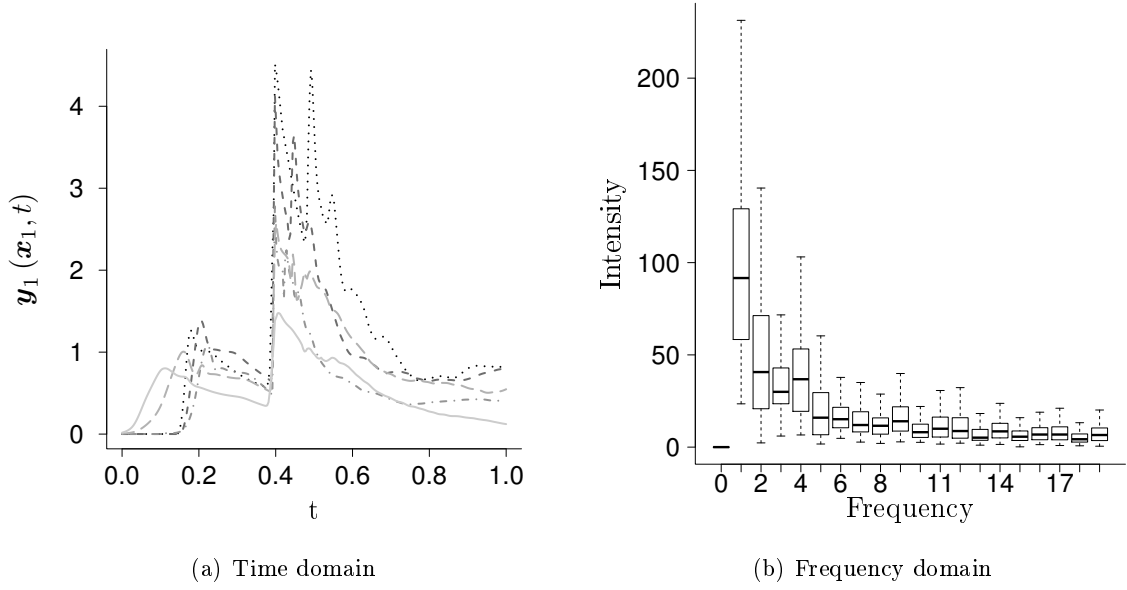 4
3
2
1
0
y₁ (x₁, t)
0.0 0.2 0.4 0.6 0.8 1.0
t
(a) Time domain
200
150
100
50
0
Intensity
0 2 4 6 8 11 14 17
Frequency
(b) Frequency domain